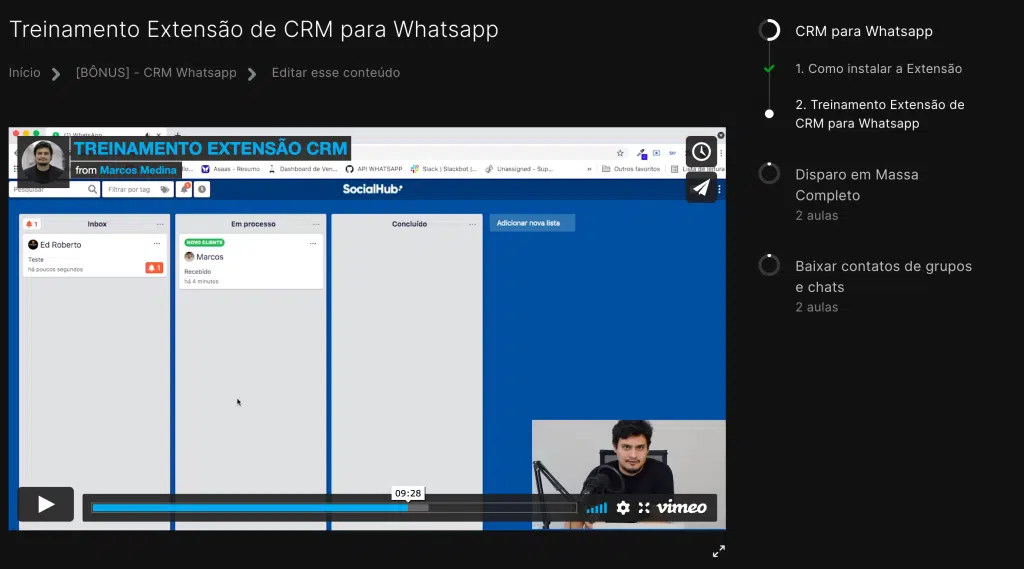 Treinamento Extensão de CRM para Whatsapp
Início
[BÔNUS] - CRM Whatsapp
Editar esse conteúdo
TREINAMENTO EXTENSÃO CRM
from Marcos Medina
Asaas - Resumo
Dashboard de Ven...
API WHATSAPP
Slack | Slackbot |...
Unassigned - Sup...
»
Outros favoritos
Pesquisar
Filtrar por tag
SocialHub
1
Inbox
Em processo
Concluído
Adicionar nova lista
Ed Roberto
Teste
há poucos segundos
1
NOVO CLIENTE
Marcos
Recebido
há 4 minutos
09:28
vimeo
CRM para Whatsapp
1. Como instalar a Extensão
2. Treinamento Extensão de
CRM para Whatsapp
Disparo em Massa
Completo
2 aulas
Baixar contatos de grupos
e chats
2 aulas